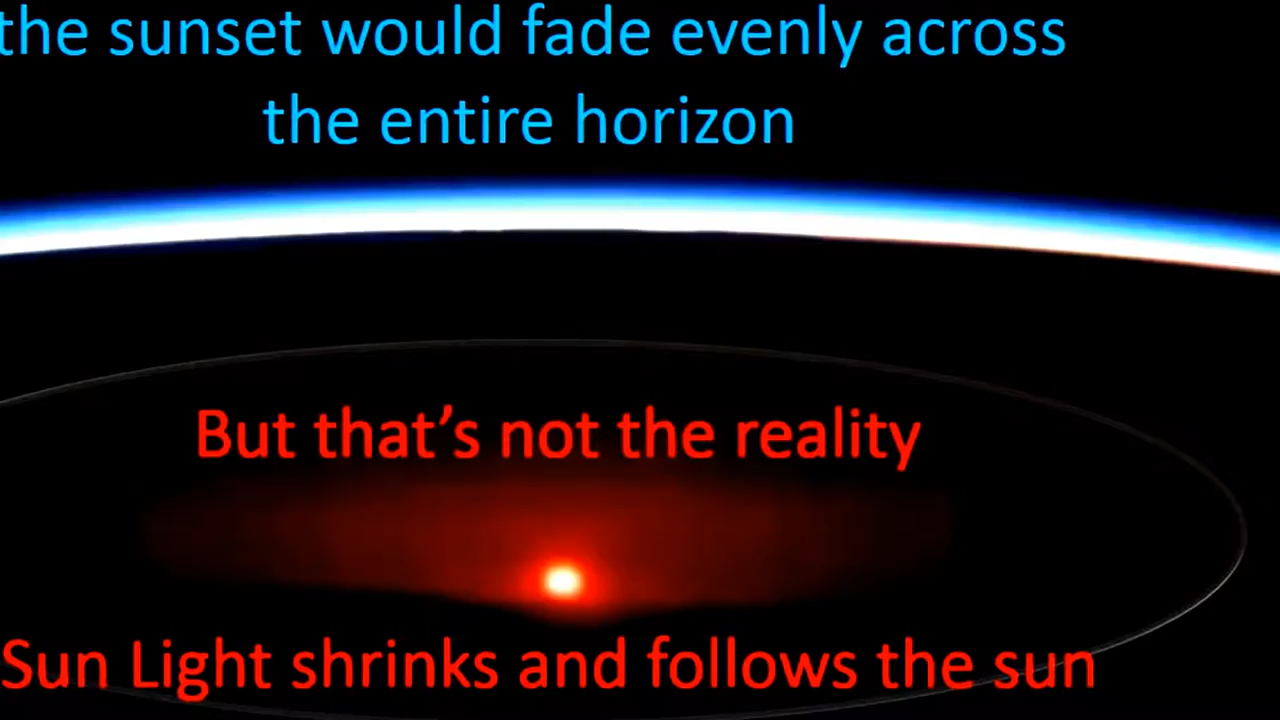 the sunset would fade evenly across
the entire horizon
But that’s not the reality
Sun Light shrinks and follows the sun